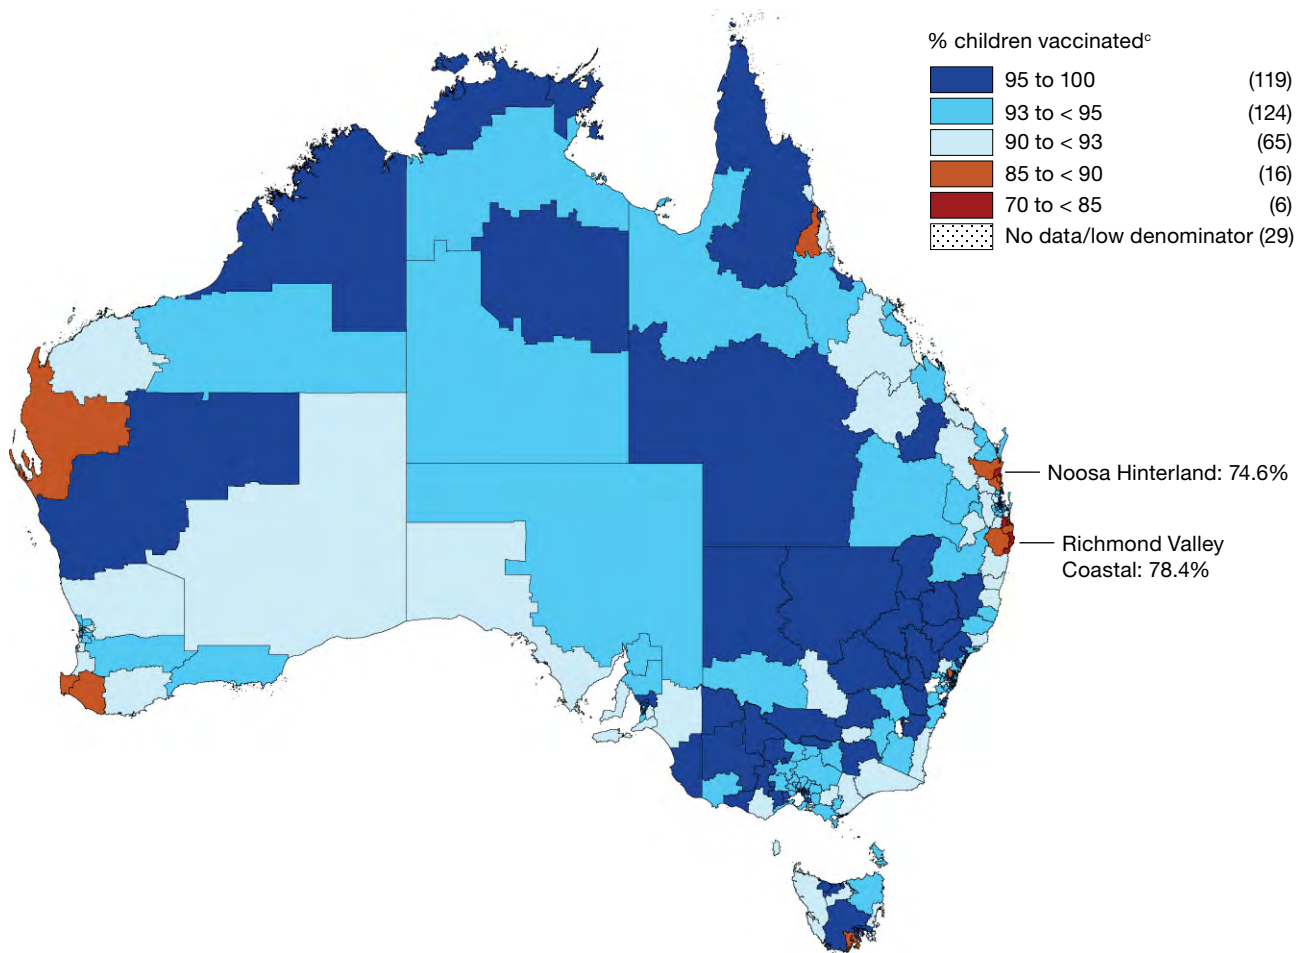 % children vaccinatedᶜ
95 to 100 (119)
93 to < 95 (124)
90 to < 93 (65)
85 to < 90 (16)
70 to < 85 (6)
No data/low denominator (29)
Noosa Hinterland: 74.6%
Richmond Valley
Coastal: 78.4%